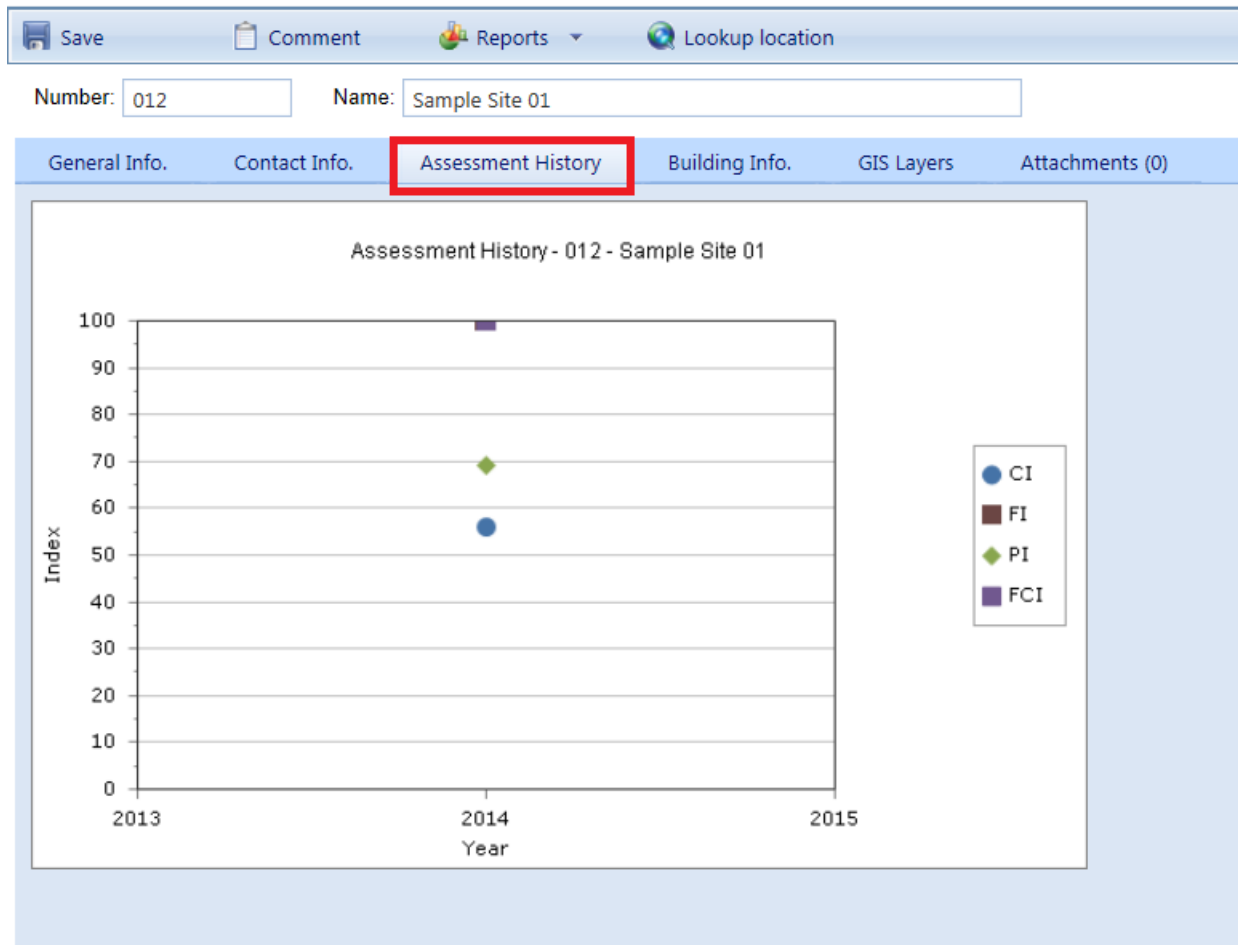 Save Comment Reports Lookup location
Number: 012 Name: Sample Site 01
General Info. Contact Info. Assessment History Building Info. GIS Layers Attachments (0)
Assessment History - 012 - Sample Site 01
100
90
80
70
60
50
40
30
20
10
0
Index
2013 2014 2015
Year
CI
FI
PI
FCI